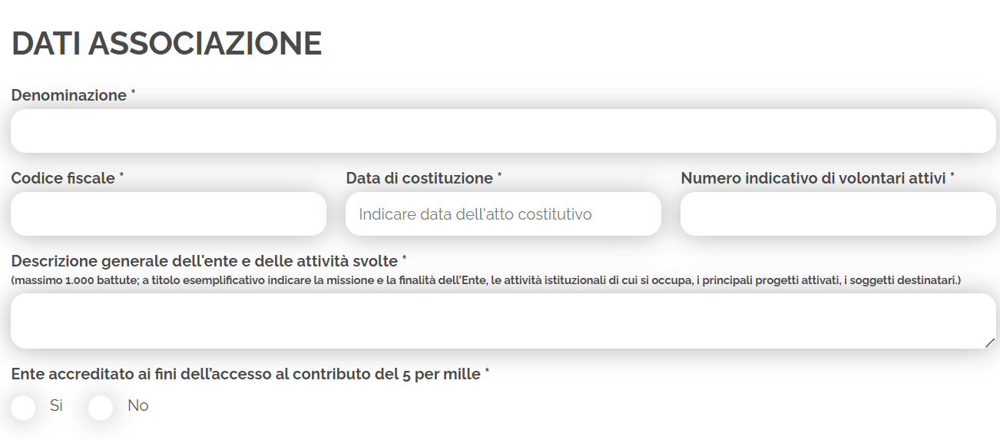 DATI ASSOCIAZIONE
Denominazione *
Codice fiscale *
Data di costituzione *
Numero indicativo di volontari attivi *
Indicare data dell'atto costitutivo
Descrizione generale dell'ente e delle attività svolte *
(massimo 1.000 battute; a titolo esemplificativo indicare la missione e la finalità dell'Ente, le attività istituzionali di cui si occupa, i principali progetti attivati, i soggetti destinatari.)
Ente accreditato ai fini dell'accesso al contributo del 5 per mille *
Si
No